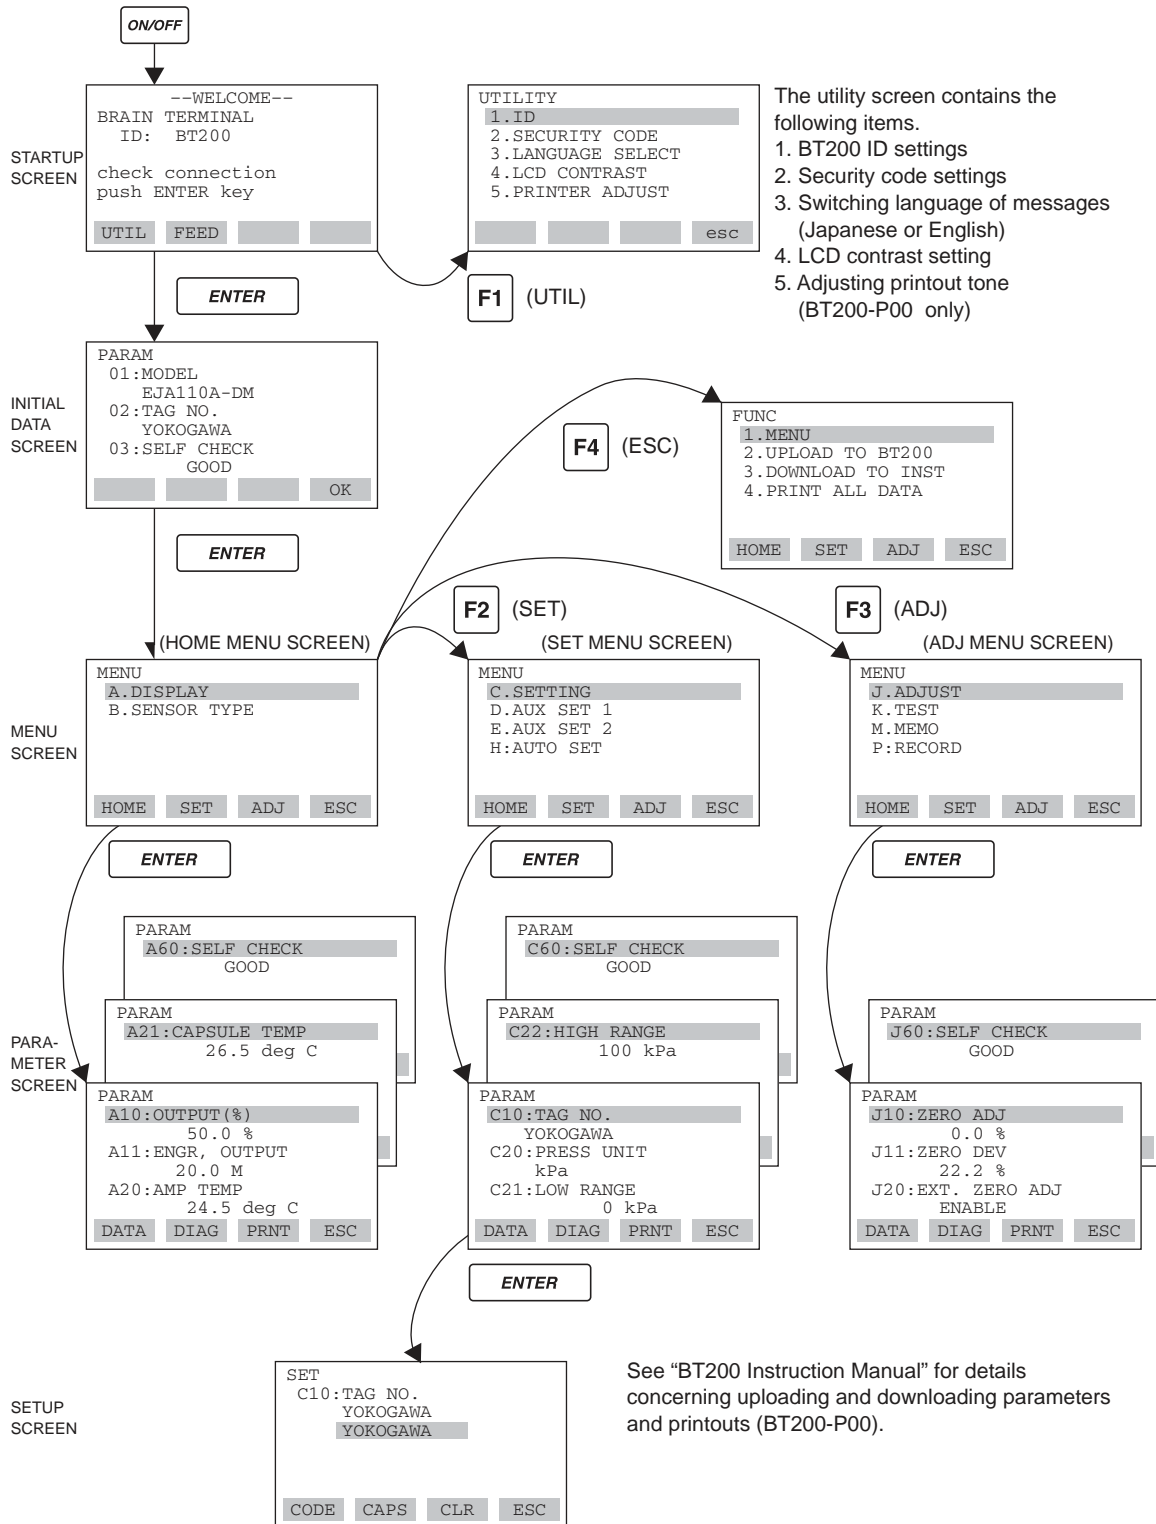 ON/OFF
STARTUP
SCREEN
--WELCOME--
BRAIN TERMINAL
ID: BT200
check connection
push ENTER key
UTIL FEED
UTILITY
1.ID
2.SECURITY CODE
3.LANGUAGE SELECT
4.LCD CONTRAST
5.PRINTER ADJUST
esc
The utility screen contains the
following items.
1. BT200 ID settings
2. Security code settings
3. Switching language of messages
(Japanese or English)
4. LCD contrast setting
5. Adjusting printout tone
(BT200-P00 only)
ENTER
F1 (UTIL)
INITIAL
DATA
SCREEN
PARAM
01:MODEL
EJA110A-DM
02:TAG NO.
YOKOGAWA
03:SELF CHECK
GOOD
OK
F4 (ESC)
FUNC
1.MENU
2.UPLOAD TO BT200
3.DOWNLOAD TO INST
4.PRINT ALL DATA
HOME SET ADJ ESC
ENTER
F2 (SET)
F3 (ADJ)
(HOME MENU SCREEN)
(SET MENU SCREEN)
(ADJ MENU SCREEN)
MENU
SCREEN
MENU
A.DISPLAY
B.SENSOR TYPE
HOME SET ADJ ESC
MENU
C.SETTING
D.AUX SET 1
E.AUX SET 2
H:AUTO SET
HOME SET ADJ ESC
MENU
J.ADJUST
K.TEST
M.MEMO
P:RECORD
HOME SET ADJ ESC
ENTER
ENTER
ENTER
PARA-
METER
SCREEN
PARAM
A60:SELF CHECK
GOOD
PARAM
A21:CAPSULE TEMP
26.5 deg C
PARAM
A10:OUTPUT(%)
50.0 %
A11:ENGR, OUTPUT
20.0 M
A20:AMP TEMP
24.5 deg C
DATA DIAG PRNT ESC
PARAM
C60:SELF CHECK
GOOD
PARAM
C22:HIGH RANGE
100 kPa
PARAM
C10:TAG NO.
YOKOGAWA
C20:PRESS UNIT
kPa
C21:LOW RANGE
0 kPa
DATA DIAG PRNT ESC
PARAM
J60:SELF CHECK
GOOD
PARAM
J10:ZERO ADJ
0.0 %
J11:ZERO DEV
22.2 %
J20:EXT. ZERO ADJ
ENABLE
DATA DIAG PRNT ESC
ENTER
SETUP
SCREEN
SET
C10:TAG NO.
YOKOGAWA
YOKOGAWA
CODE CAPS CLR ESC
See “BT200 Instruction Manual” for details
concerning uploading and downloading parameters
and printouts (BT200-P00).